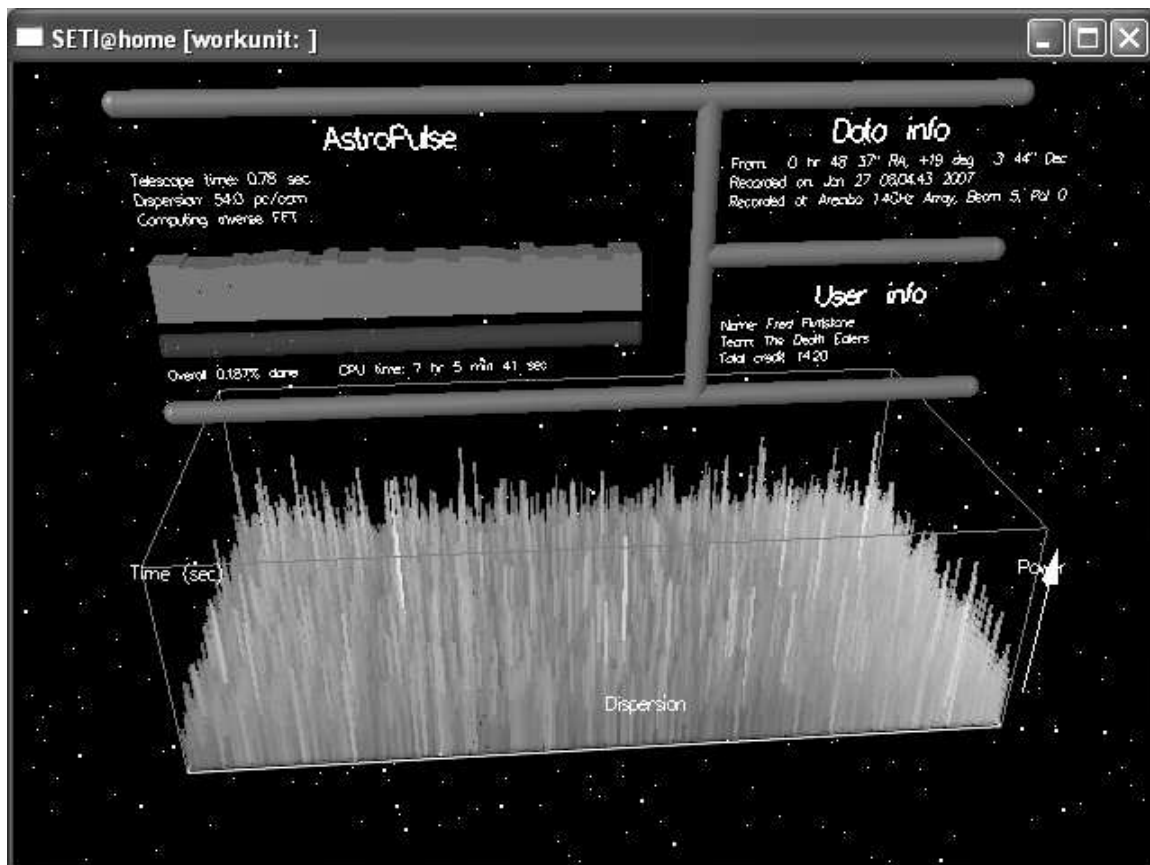 SETI@home [workunit: ]
AstroPulse
Telescope time: 0.78 sec
Dispersion: 54.0 pc/ccm
Computing inverse FFT
Overall 0.187% done
CPU time: 7 hr 5 min 41 sec
Data info
From: 0 hr 48' 37" RA, +19 deg 3' 44" Dec
Recorded on: Jan 27 08:04:43 2007
Recorded at: Arecibo 1.4GHz Array, Beam 5, Pol 0
User info
Name: Fred Flintstone
Team: The Death Eaters
Total credit: 1420
Time (sec)
Power
Dispersion